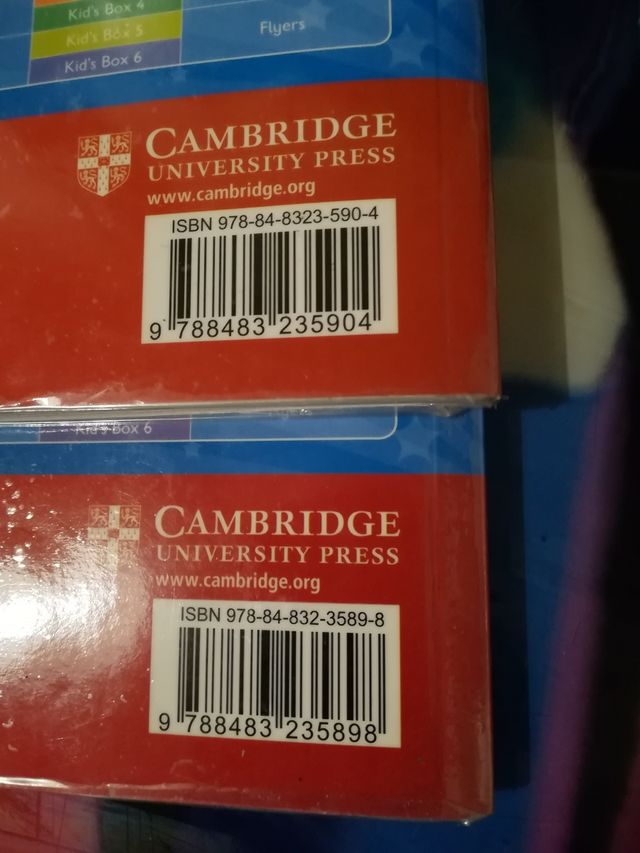 Kid's Box 4
Kid's Box 5
Flyers
Kid's Box 6
CAMBRIDGE
UNIVERSITY PRESS
www.cambridge.org
ISBN 978-84-8323-590-4
9 788483 235904
Kid's Box 6
CAMBRIDGE
UNIVERSITY PRESS
www.cambridge.org
ISBN 978-84-832-3589-8
9 788483 235898